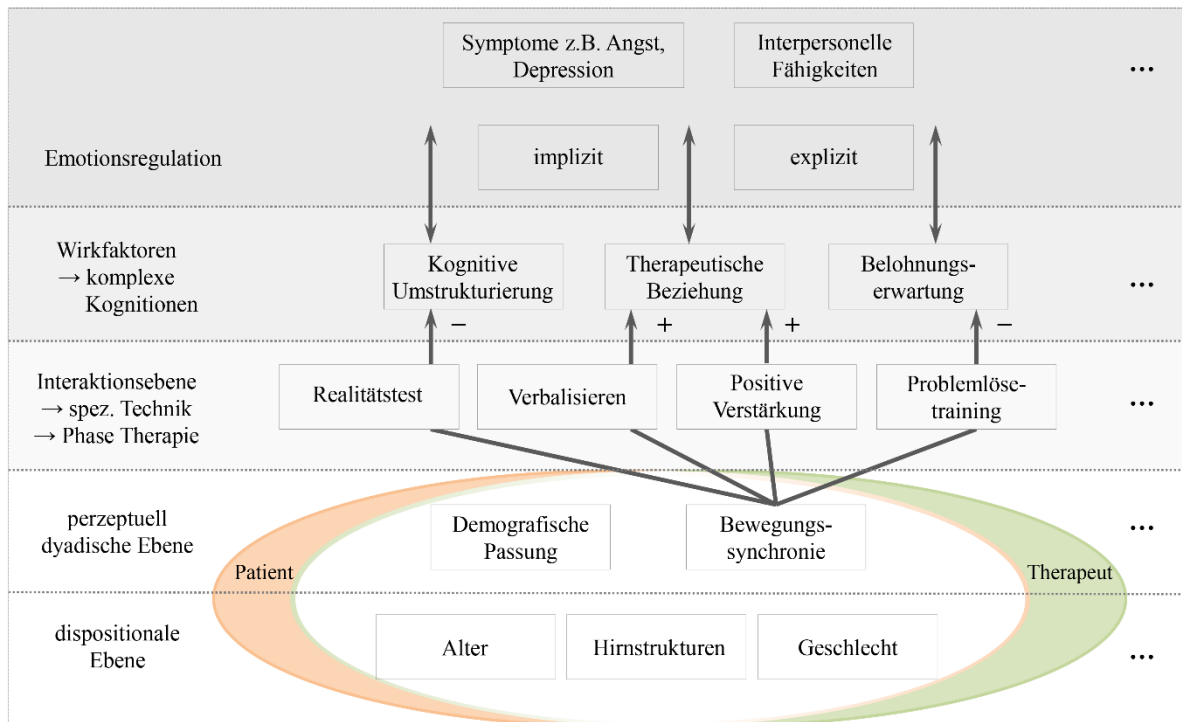 Symptome z.B. Angst,
Depression
Interpersonelle
Fähigkeiten
...
Emotionsregulation
implizit
explizit
Wirkfaktoren
→ komplexe
Kognitionen
Kognitive
Umstrukturierung
Therapeutische
Beziehung
Belohnungs-
erwartung
...
–
+
+
–
Interaktionsebene
→ spez. Technik
→ Phase Therapie
Realitätstest
Verbalisieren
Positive
Verstärkung
Problemlöse-
training
...
perzeptuell
dyadische Ebene
Demografische
Passung
Bewegungs-
synchronie
...
Patient
Therapeut
dispositionale
Ebene
Alter
Hirnstrukturen
Geschlecht
...